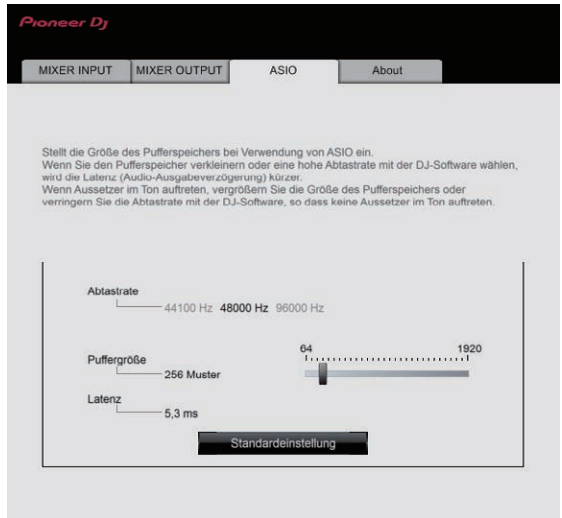 Pioneer Dj
MIXER INPUT MIXER OUTPUT ASIO About
Stellt die Größe des Pufferspeichers bei Verwendung von ASIO ein.
Wenn Sie den Pufferspeicher verkleinern oder eine hohe Abtastrate mit der DJ-Software wählen,
wird die Latenz (Audio-Ausgabeverzögerung) kürzer.
Wenn Aussetzer im Ton auftreten, vergrößern Sie die Größe des Pufferspeichers oder
verringern Sie die Abtastrate mit der DJ-Software, so dass keine Aussetzer im Ton auftreten.
Abtastrate
44100 Hz 48000 Hz 96000 Hz
64 1920
Puffergröße
256 Muster
Latenz
5,3 ms
Standardeinstellung